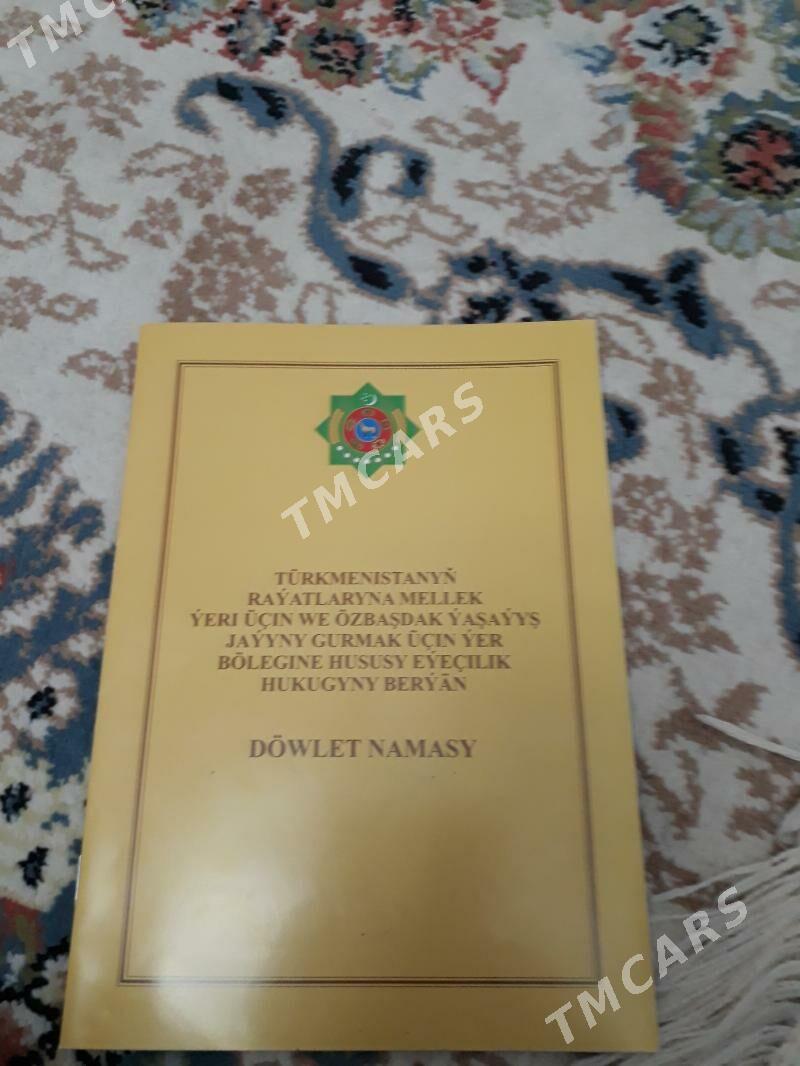 TMCARS
TMCARS
TÜRKMENISTANYŇ
RAÝATLARYNA MELLEK
ÝERI ÜÇIN WE ÖZBAŞDAK ÝAŞAÝYŞ
JAÝYNY GURMAK ÜÇIN ÝER
BÖLEGINE HUSUSY EÝEÇILIK
HUKUGYNY BERÝÄN
DÖWLET NAMASY
TMCARS